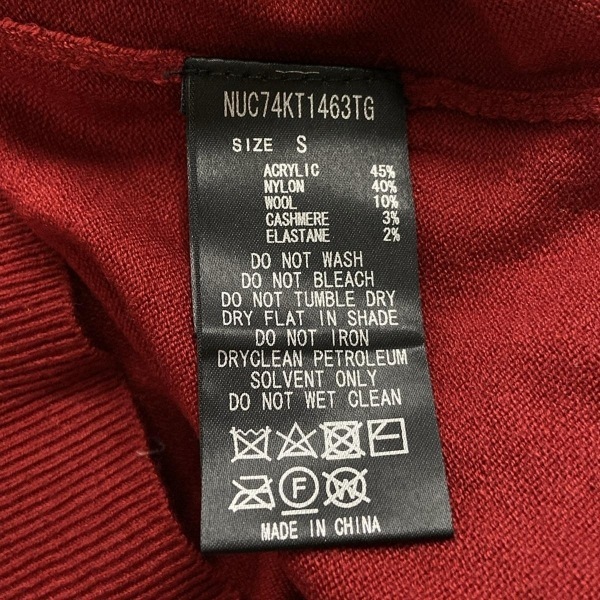 NUC74KT1463TG
SIZE S
ACRYLIC 45%
NYLON 40%
WOOL 10%
CASHMERE 3%
ELASTANE 2%
DO NOT WASH
DO NOT BLEACH
DO NOT TUMBLE DRY
DRY FLAT IN SHADE
DO NOT IRON
DRYCLEAN PETROLEUM
SOLVENT ONLY
DO NOT WET CLEAN
F W
MADE IN CHINA